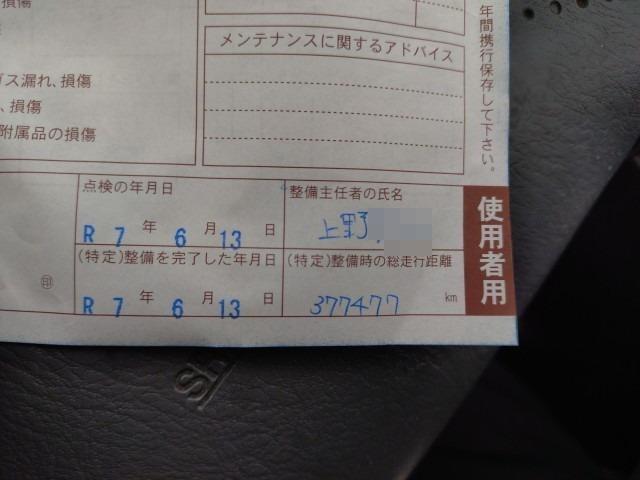 損傷
メンテナンスに関するアドバイス
ス漏れ、損傷
、損傷
附属品の損傷
年間携行保存して下さい。
点検の年月日
R 7 年 6 月 13 日
整備主任者の氏名
上野
(特定)整備を完了した年月日
R 7 年 6 月 13 日
(特定)整備時の総走行距離
377477 km
㊞
使用者用